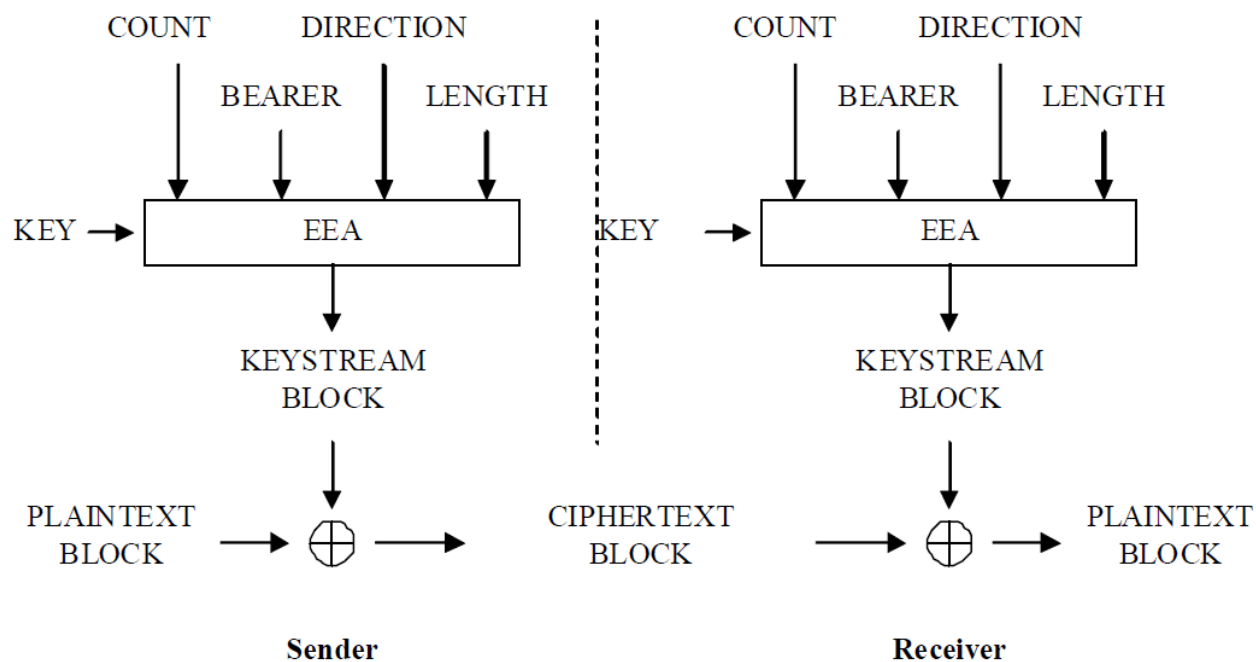 COUNT DIRECTION COUNT DIRECTION
BEARER LENGTH BEARER LENGTH
KEY EEA KEY EEA
KEYSTREAM KEYSTREAM
BLOCK BLOCK
PLAINTEXT CIPHERTEXT PLAINTEXT
BLOCK BLOCK BLOCK
Sender Receiver